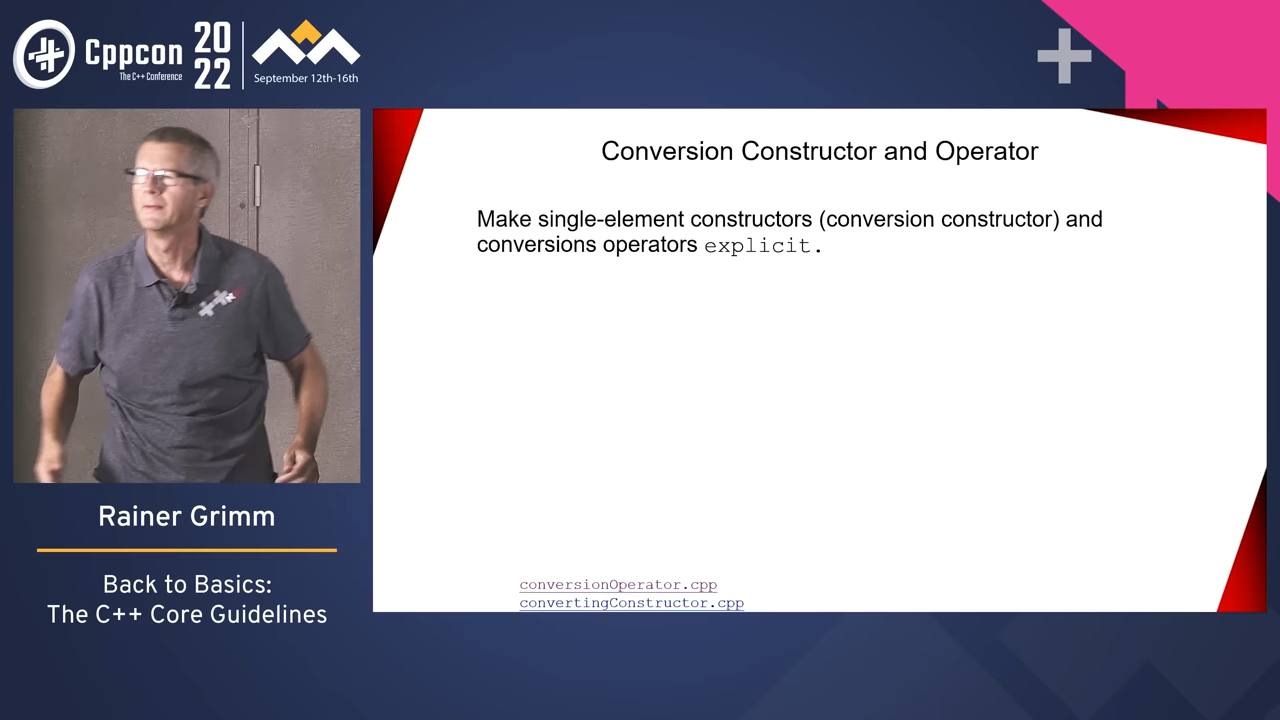 Cppcon
The C++ Conference
20
22
September 12th-16th
Conversion Constructor and Operator
Make single-element constructors (conversion constructor) and
conversions operators explicit.
conversionOperator.cpp
convertingConstructor.cpp
Rainer Grimm
Back to Basics:
The C++ Core Guidelines